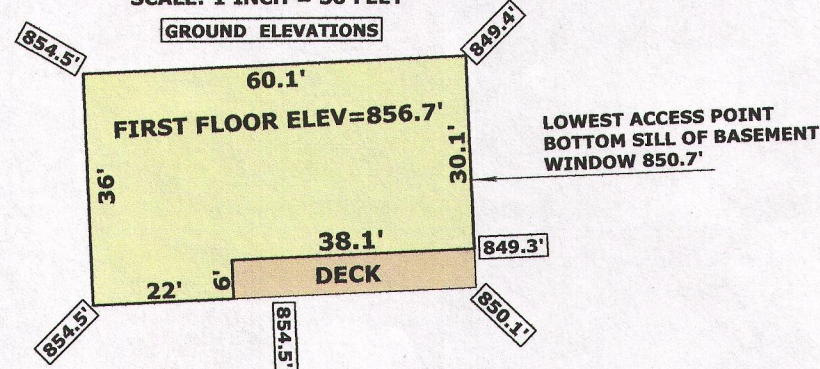 GROUND ELEVATIONS
854.5'
849.4'
60.1'
FIRST FLOOR ELEV=856.7'
LOWEST ACCESS POINT
BOTTOM SILL OF BASEMENT
WINDOW 850.7'
36'
30.1'
38.1'
849.3'
22'
6'
DECK
854.5'
854.5'
850.1'